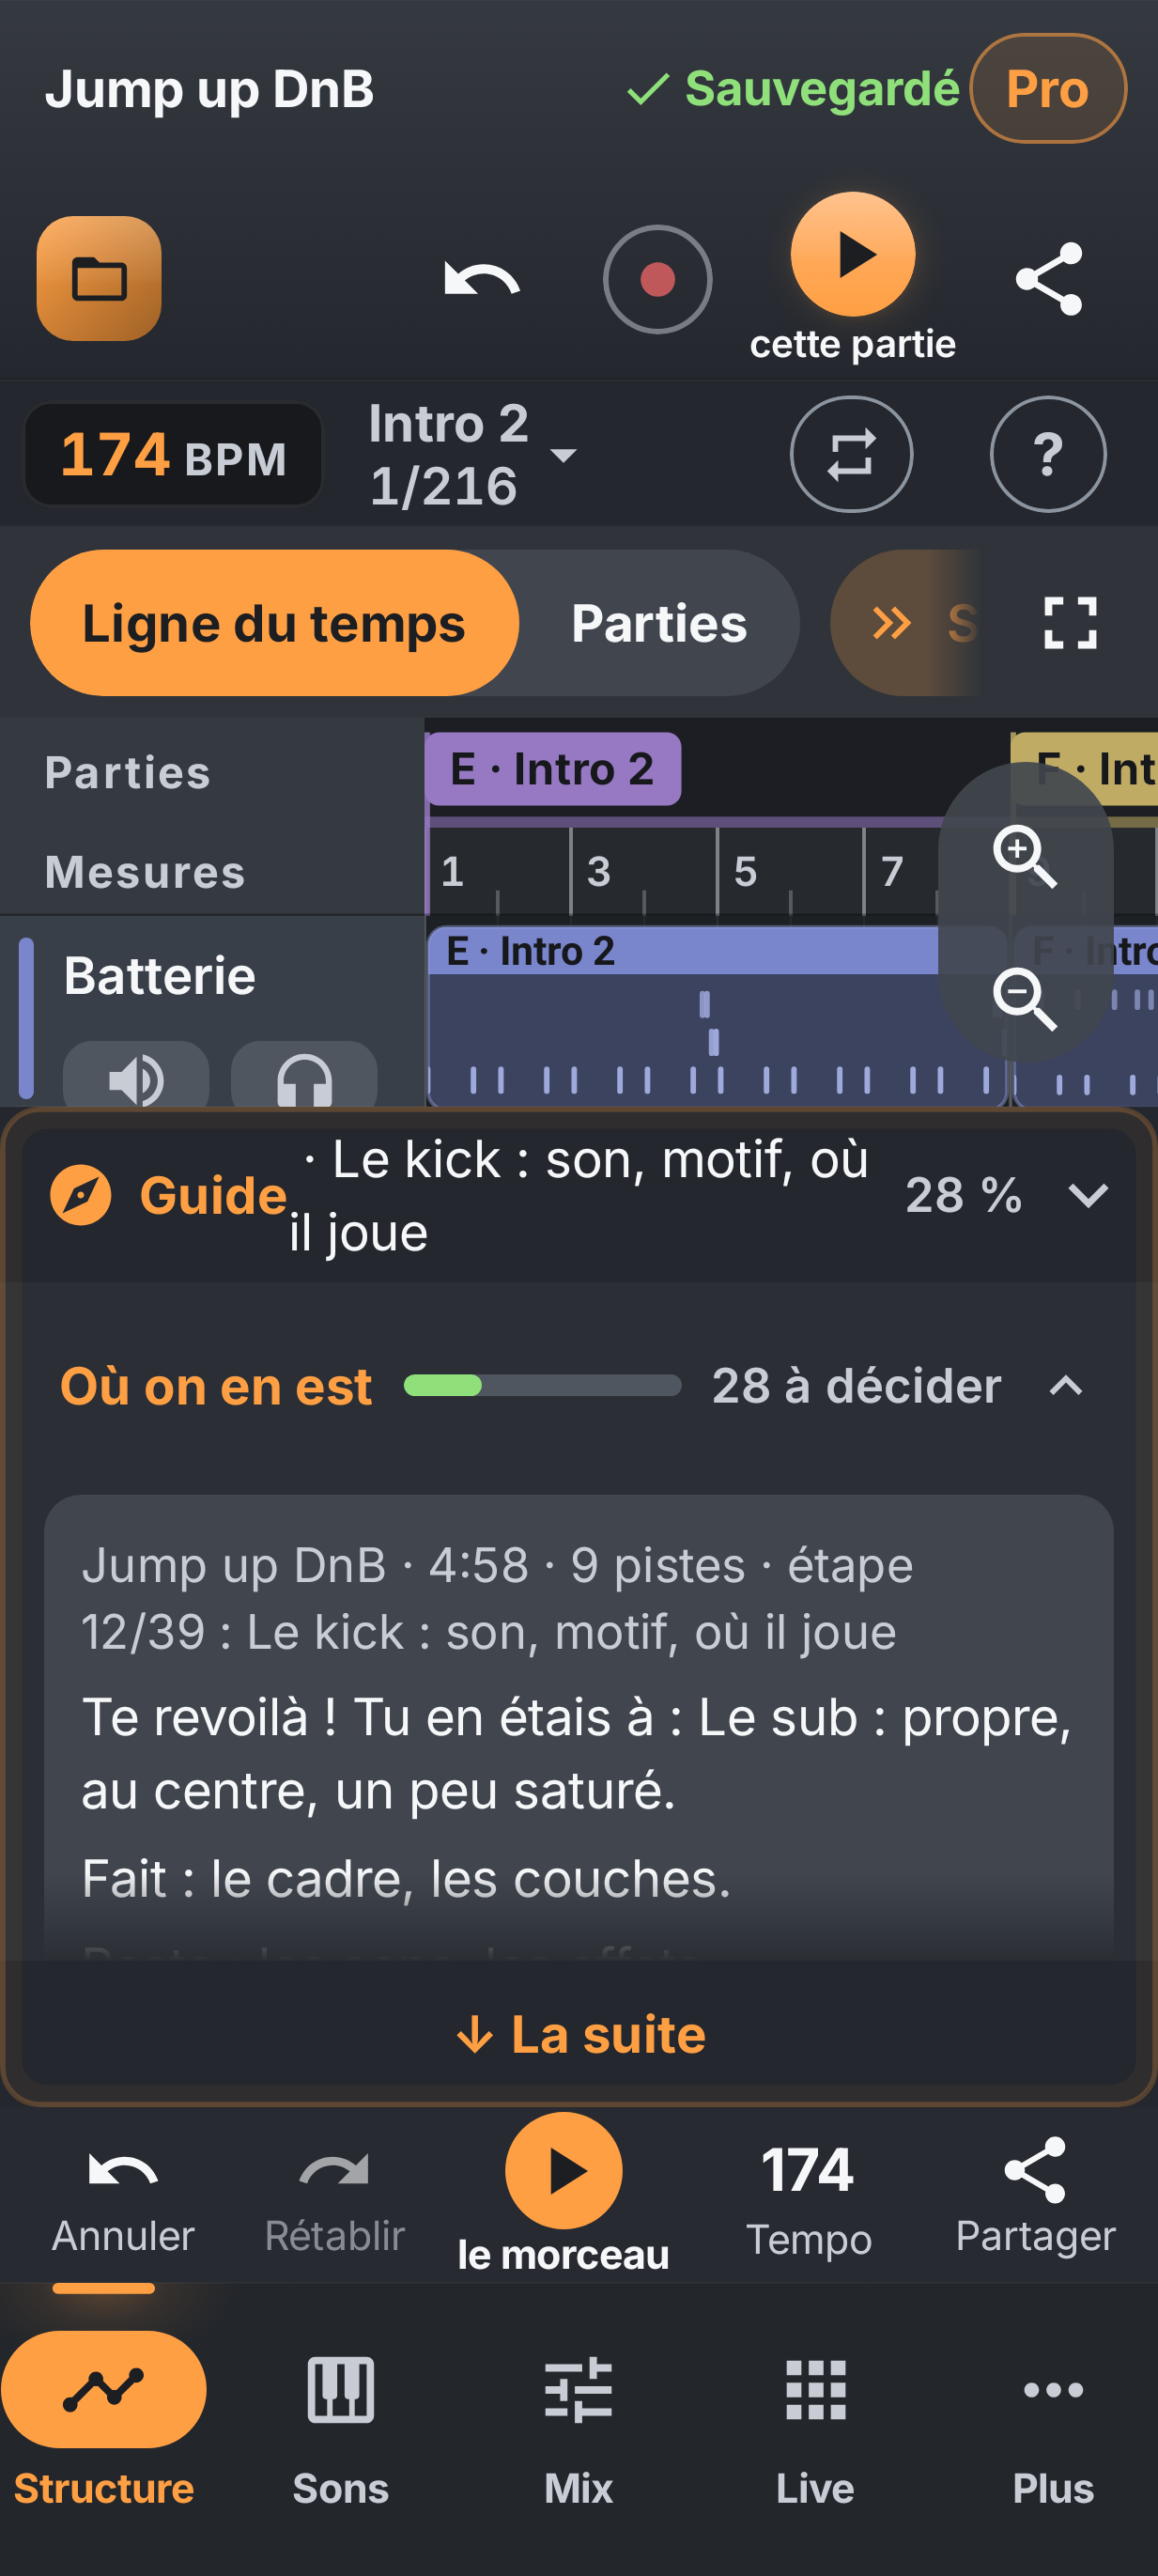 Jump up DnB
Sauvegardé
Pro
cette partie
174 BPM
Intro 2
1/216
?
Ligne du temps
Parties
S
Parties
E · Intro 2
F · Int
Mesures
1
3
5
7
Batterie
E · Intro 2
F · Intro
Guide · Le kick : son, motif, où
il joue
28 %
Où on en est
28 à décider
Jump up DnB · 4:58 · 9 pistes · étape
12/39 : Le kick : son, motif, où il joue
Te revoilà ! Tu en étais à : Le sub : propre,
au centre, un peu saturé.
Fait : le cadre, les couches.
La suite
Annuler
Rétablir
le morceau
174
Tempo
Partager
Structure
Sons
Mix
Live
Plus